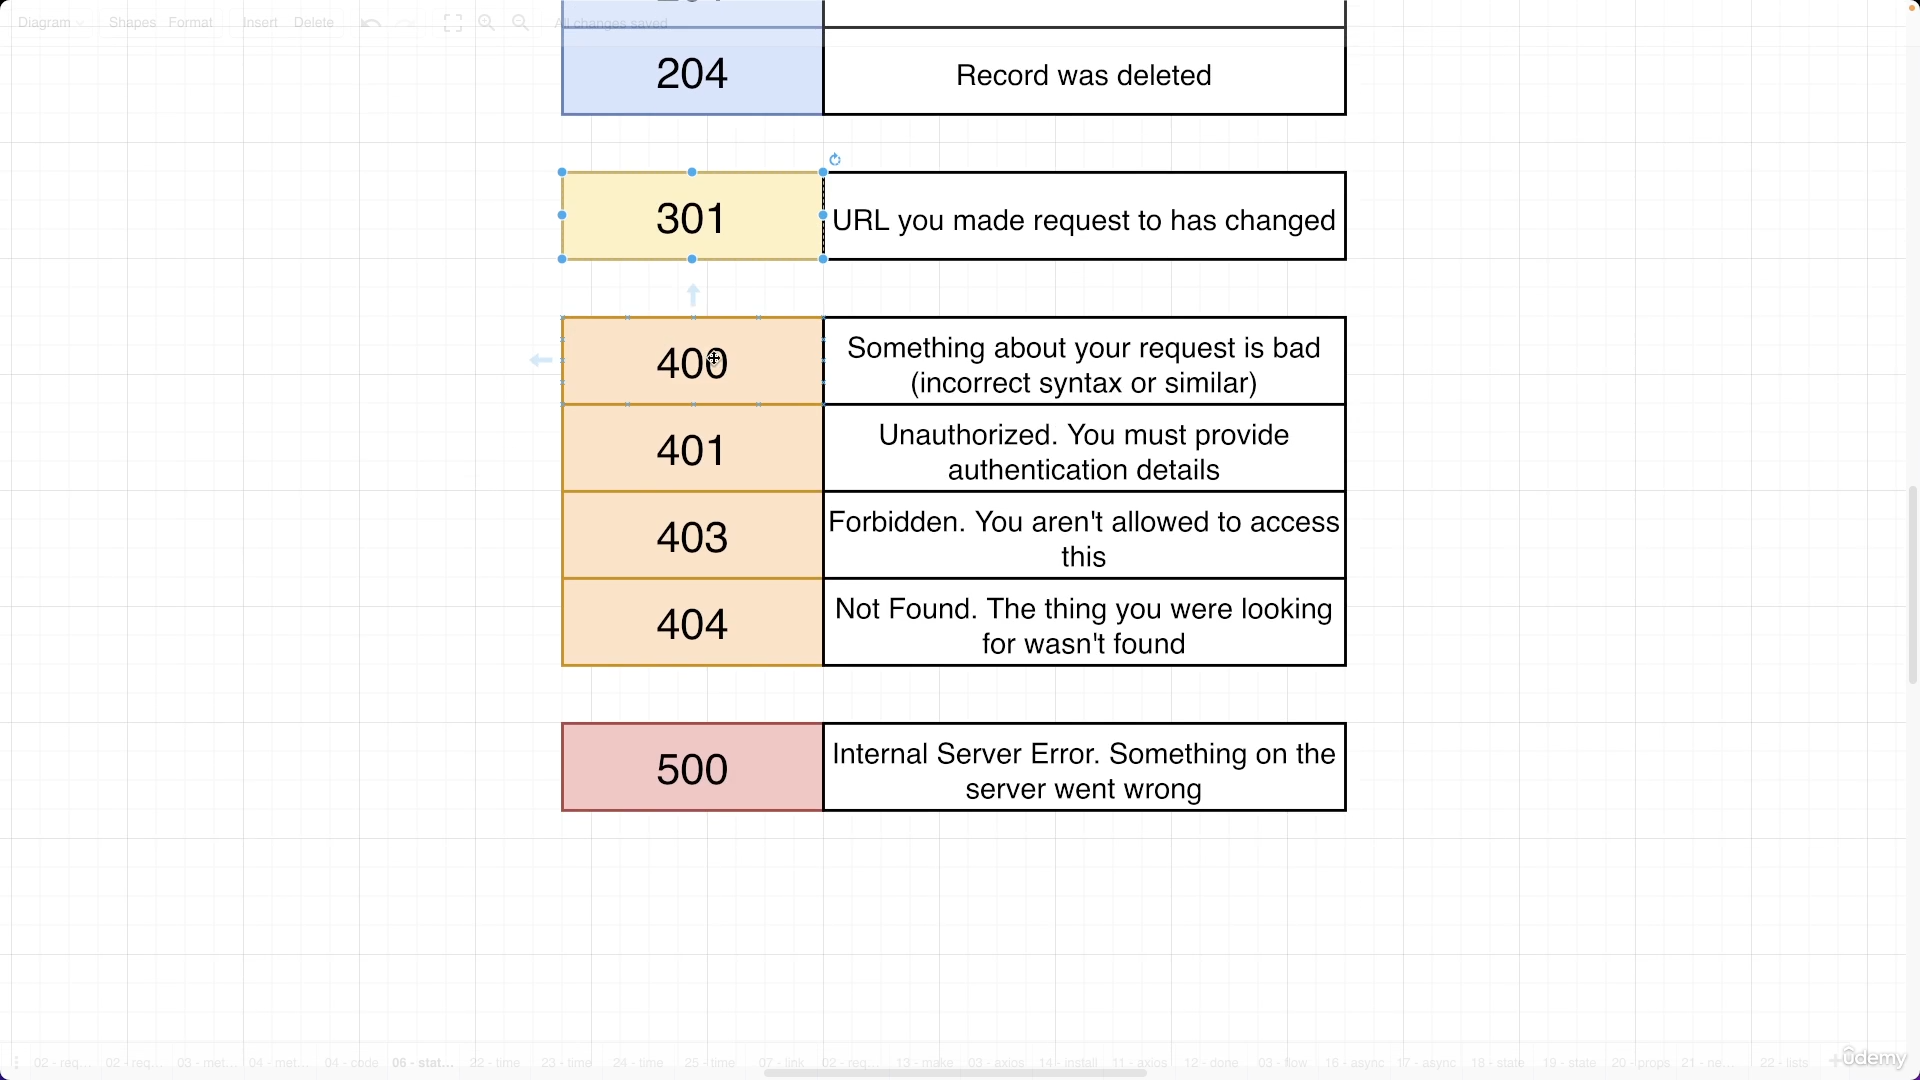 Diagram
Shapes
Format
Insert
Delete
All changes saved
204
Record was deleted
301
URL you made request to has changed
400
Something about your request is bad
(incorrect syntax or similar)
401
Unauthorized. You must provide
authentication details
403
Forbidden. You aren't allowed to access
this
404
Not Found. The thing you were looking
for wasn't found
500
Internal Server Error. Something on the
server went wrong
02 - req...
02 - req...
03 - met...
04 - met...
04 - code
06 - stat...
22 - time
23 - time
24 - time
25 - time
07 - link
02 - req...
13 - make
03 - axios
14 - install
11 - axios
12 - done
03 - flow
16 - async
17 - async
18 - state
19 - state
20 - props
21 - ne...
22 - lists
ûdemy